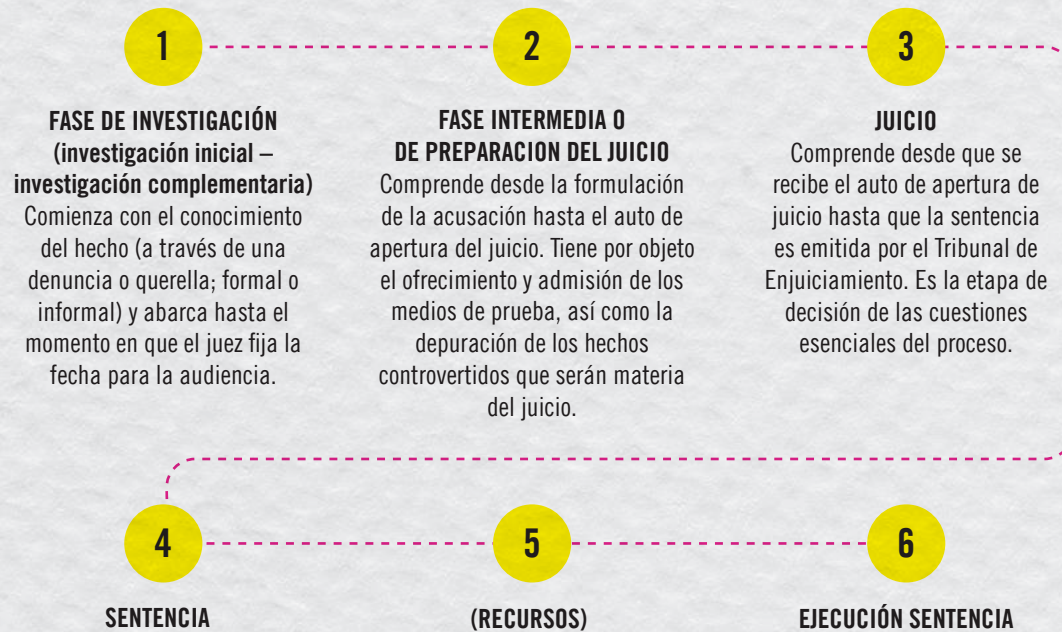 1
FASE DE INVESTIGACIÓN
(investigación inicial –
investigación complementaria)
Comienza con el conocimiento
del hecho (a través de una
denuncia o querella; formal o
informal) y abarca hasta el
momento en que el juez fija la
fecha para la audiencia.
2
FASE INTERMEDIA O
DE PREPARACION DEL JUICIO
Comprende desde la formulación
de la acusación hasta el auto de
apertura del juicio. Tiene por objeto
el ofrecimiento y admisión de los
medios de prueba, así como la
depuración de los hechos
controvertidos que serán materia
del juicio.
3
JUICIO
Comprende desde que se
recibe el auto de apertura de
juicio hasta que la sentencia
es emitida por el Tribunal de
Enjuiciamiento. Es la etapa de
decisión de las cuestiones
esenciales del proceso.
4
SENTENCIA
5
(RECURSOS)
6
EJECUCIÓN SENTENCIA